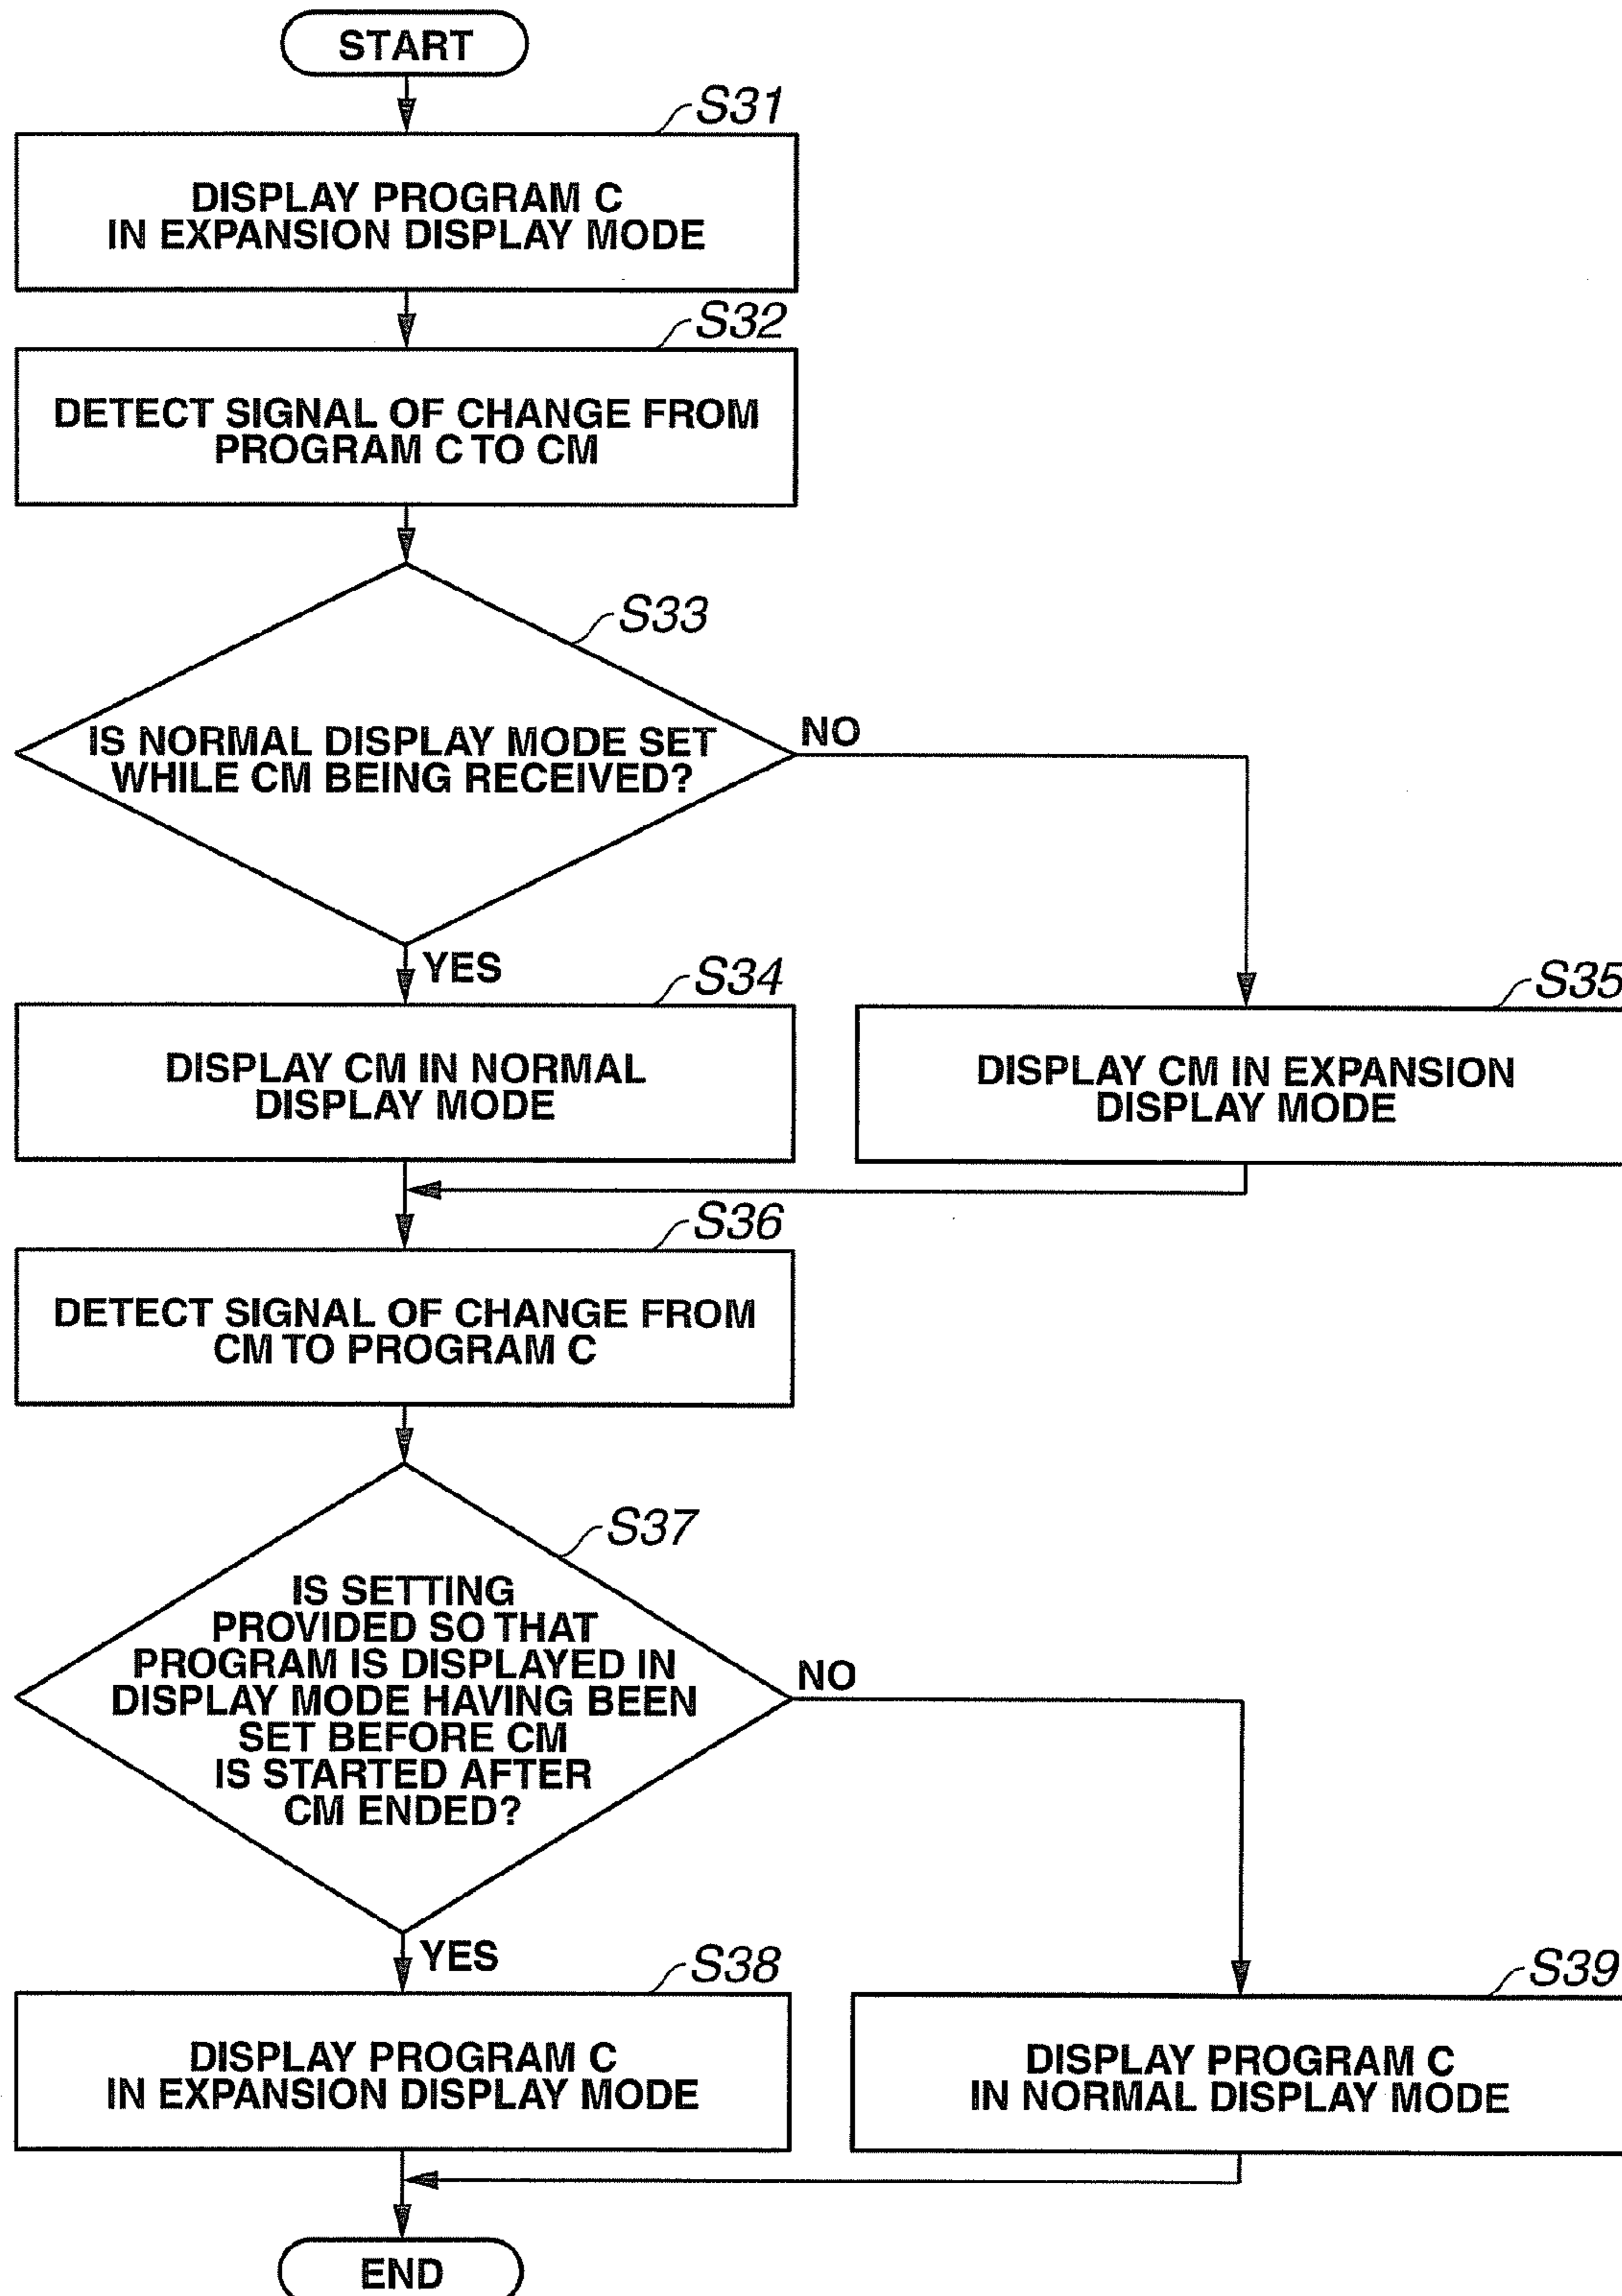 START
S31
DISPLAY PROGRAM C
IN EXPANSION DISPLAY MODE
S32
DETECT SIGNAL OF CHANGE FROM
PROGRAM C TO CM
S33
IS NORMAL DISPLAY MODE SET
WHILE CM BEING RECEIVED?
NO
YES
S34
DISPLAY CM IN NORMAL
DISPLAY MODE
S35
DISPLAY CM IN EXPANSION
DISPLAY MODE
S36
DETECT SIGNAL OF CHANGE FROM
CM TO PROGRAM C
S37
IS SETTING
PROVIDED SO THAT
PROGRAM IS DISPLAYED IN
DISPLAY MODE HAVING BEEN
SET BEFORE CM
IS STARTED AFTER
CM ENDED?
NO
YES
S38
DISPLAY PROGRAM C
IN EXPANSION DISPLAY MODE
S39
DISPLAY PROGRAM C
IN NORMAL DISPLAY MODE
END